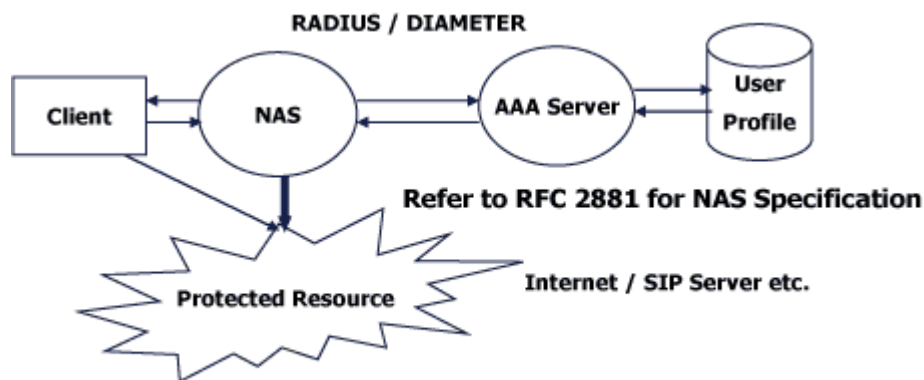 RADIUS / DIAMETER
Client
NAS
AAA Server
User
Profile
Refer to RFC 2881 for NAS Specification
Protected Resource
Internet / SIP Server etc.